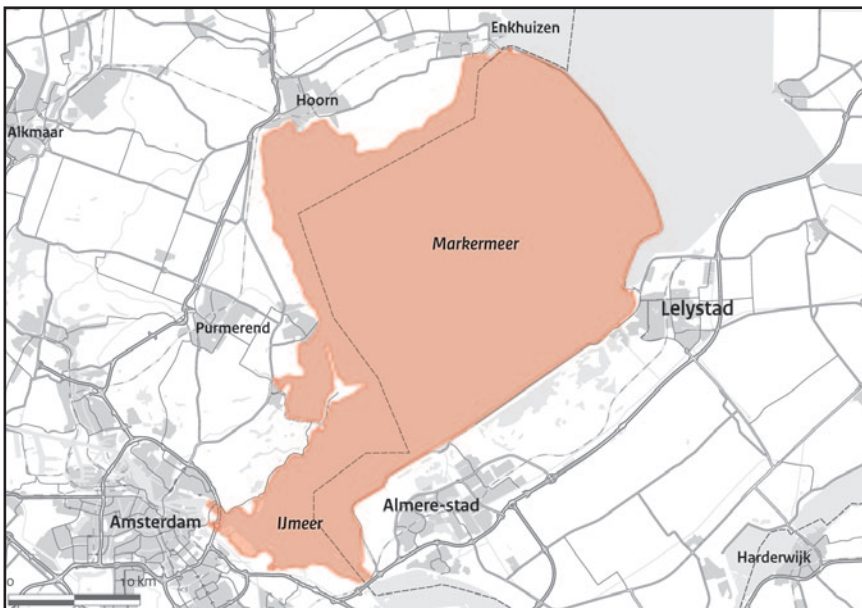 Enkhuizen
Hoorn
Alkmaar
Markermeer
Lelystad
Purmerend
Almere-stad
Amsterdam
IJmeer
Harderwijk
0 10 km